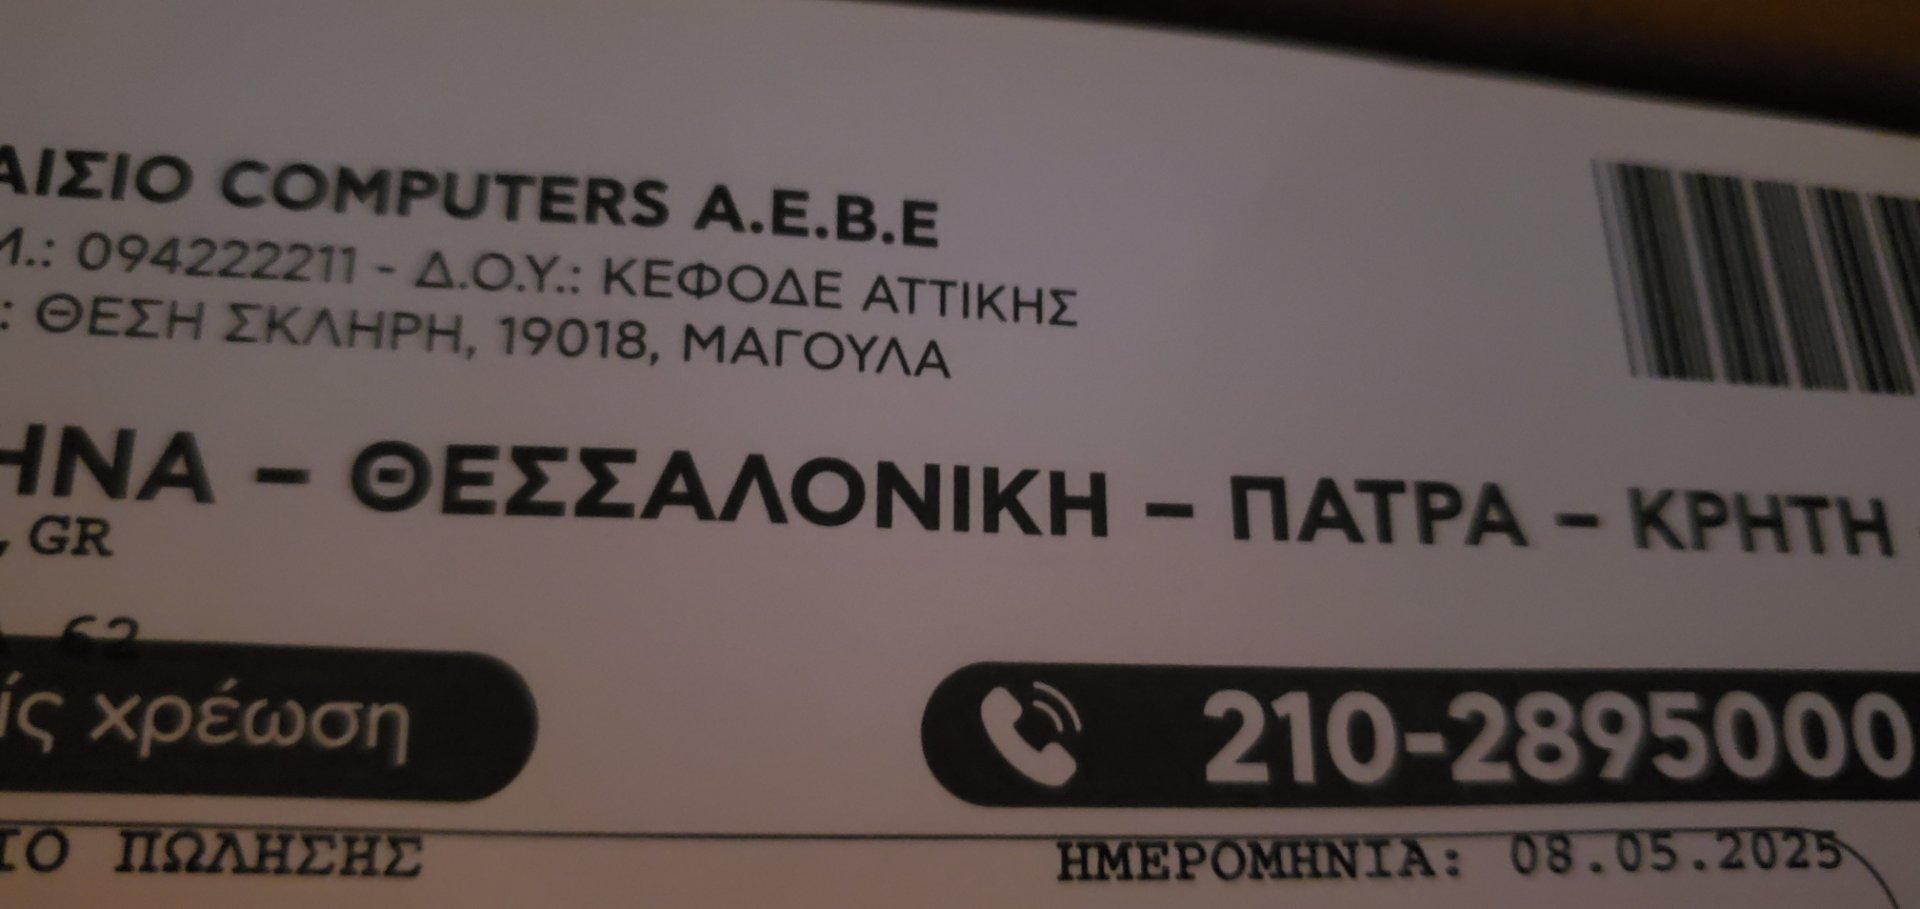 ΑΙΣΙΟ COMPUTERS Α.Ε.Β.Ε
Μ.: 094222211 - Δ.Ο.Υ.: ΚΕΦΟΔΕ ΑΤΤΙΚΗΣ
: ΘΕΣΗ ΣΚΛΗΡΗ, 19018, ΜΑΓΟΥΛΑ
ΗΝΑ – ΘΕΣΣΑΛΟΝΙΚΗ – ΠΑΤΡΑ – ΚΡΗΤΗ
, GR
62
ίς χρέωση
210-2895000
ΙΟ ΠΩΛΗΣΗΣ
ΗΜΕΡΟΜΗΝΙΑ: 08.05.2025